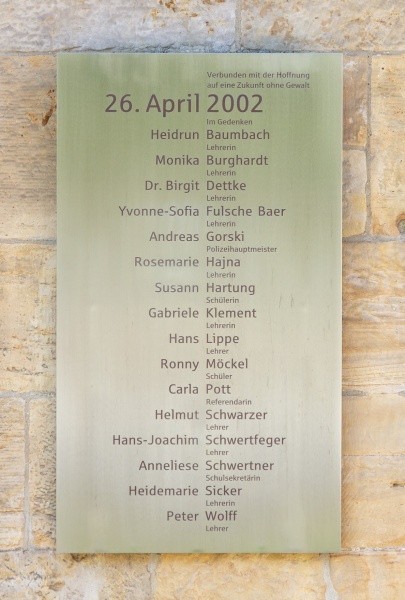 Verbunden mit der Hoffnung
auf eine Zukunft ohne Gewalt
26. April 2002
im Gedenken
Heidrun Baumbach
Lehrerin
Monika Burghardt
Lehrerin
Dr. Birgit Dettke
Lehrerin
Yvonne-Sofia Fulsche Baer
Lehrerin
Andreas Gorski
Polizeihauptmeister
Rosemarie Hajna
Lehrerin
Susann Hartung
Schülerin
Gabriele Klement
Lehrerin
Hans Lippe
Lehrer
Ronny Möckel
Schüler
Carla Pott
Referendarin
Helmut Schwarzer
Lehrer
Hans-Joachim Schwertfeger
Lehrer
Anneliese Schwertner
Schulsekretärin
Heidemarie Sicker
Lehrerin
Peter Wolff
Lehrer